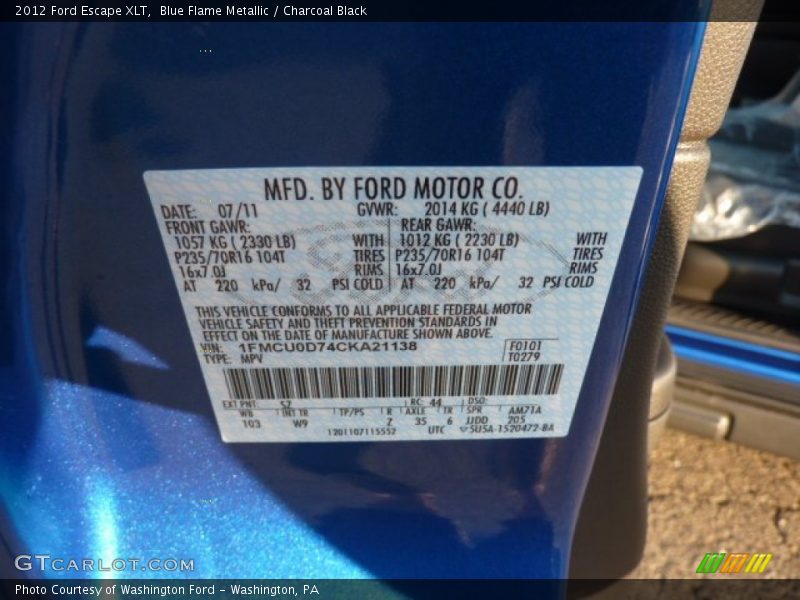 2012 Ford Escape XLT, Blue Flame Metallic / Charcoal Black
MFD. BY FORD MOTOR CO.
DATE: 07/11 GVWR: 2014 KG ( 4440 LB)
FRONT GAWR: REAR GAWR:
1057 KG ( 2330 LB) WITH 1012 KG ( 2230 LB) WITH
P235/70R16 104T TIRES P235/70R16 104T TIRES
16x7.0J RIMS 16x7.0J RIMS
AT 220 kPa/ 32 PSI COLD AT 220 kPa/ 32 PSI COLD
THIS VEHICLE CONFORMS TO ALL APPLICABLE FEDERAL MOTOR
VEHICLE SAFETY AND THEFT PREVENTION STANDARDS IN
EFFECT ON THE DATE OF MANUFACTURE SHOWN ABOVE.
VIN: 1FMCU0D74CKA21138 F0101
TYPE: MPV T0279
EXT PNT: SZ RC: 44 DSO:
WB INT TR TP/PS R AXLE TR SPR AM71A
103 W9 Z 35 6 JJDD 205
1201107115552 UTC SU5A-1520472-BA
GTCARLOT.COM
Photo Courtesy of Washington Ford - Washington, PA